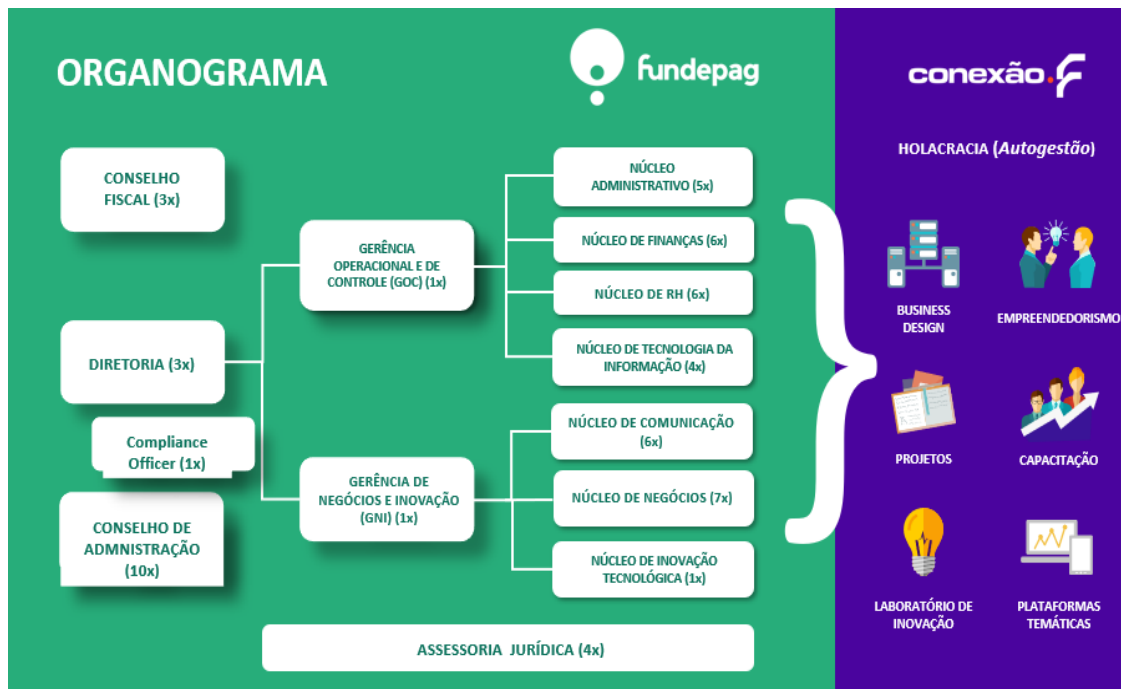 ORGANOGRAMA
fundepag
CONSELHO
FISCAL (3x)
DIRETORIA (3x)
Compliance
Officer (1x)
CONSELHO DE
ADMNISTRAÇÃO
(10x)
GERÊNCIA
OPERACIONAL E DE
CONTROLE (GOC) (1x)
GERÊNCIA DE
NEGÓCIOS E INOVAÇÃO
(GNI) (1x)
NÚCLEO
ADMINISTRATIVO (5x)
NÚCLEO DE FINANÇAS (6x)
NÚCLEO DE RH (6x)
NÚCLEO DE TECNOLOGIA DA
INFORMAÇÃO (4x)
NÚCLEO DE COMUNICAÇÃO
(6x)
NÚCLEO DE NEGÓCIOS (7x)
NÚCLEO DE INOVAÇÃO
TECNOLÓGICA (1x)
ASSESSORIA JURÍDICA (4x)
conexão.F
HOLACRACIA (Autogestão)
BUSINESS
DESIGN
EMPREENDEDORISMO
PROJETOS
CAPACITAÇÃO
LABORATÓRIO DE
INOVAÇÃO
PLATAFORMAS
TEMÁTICAS